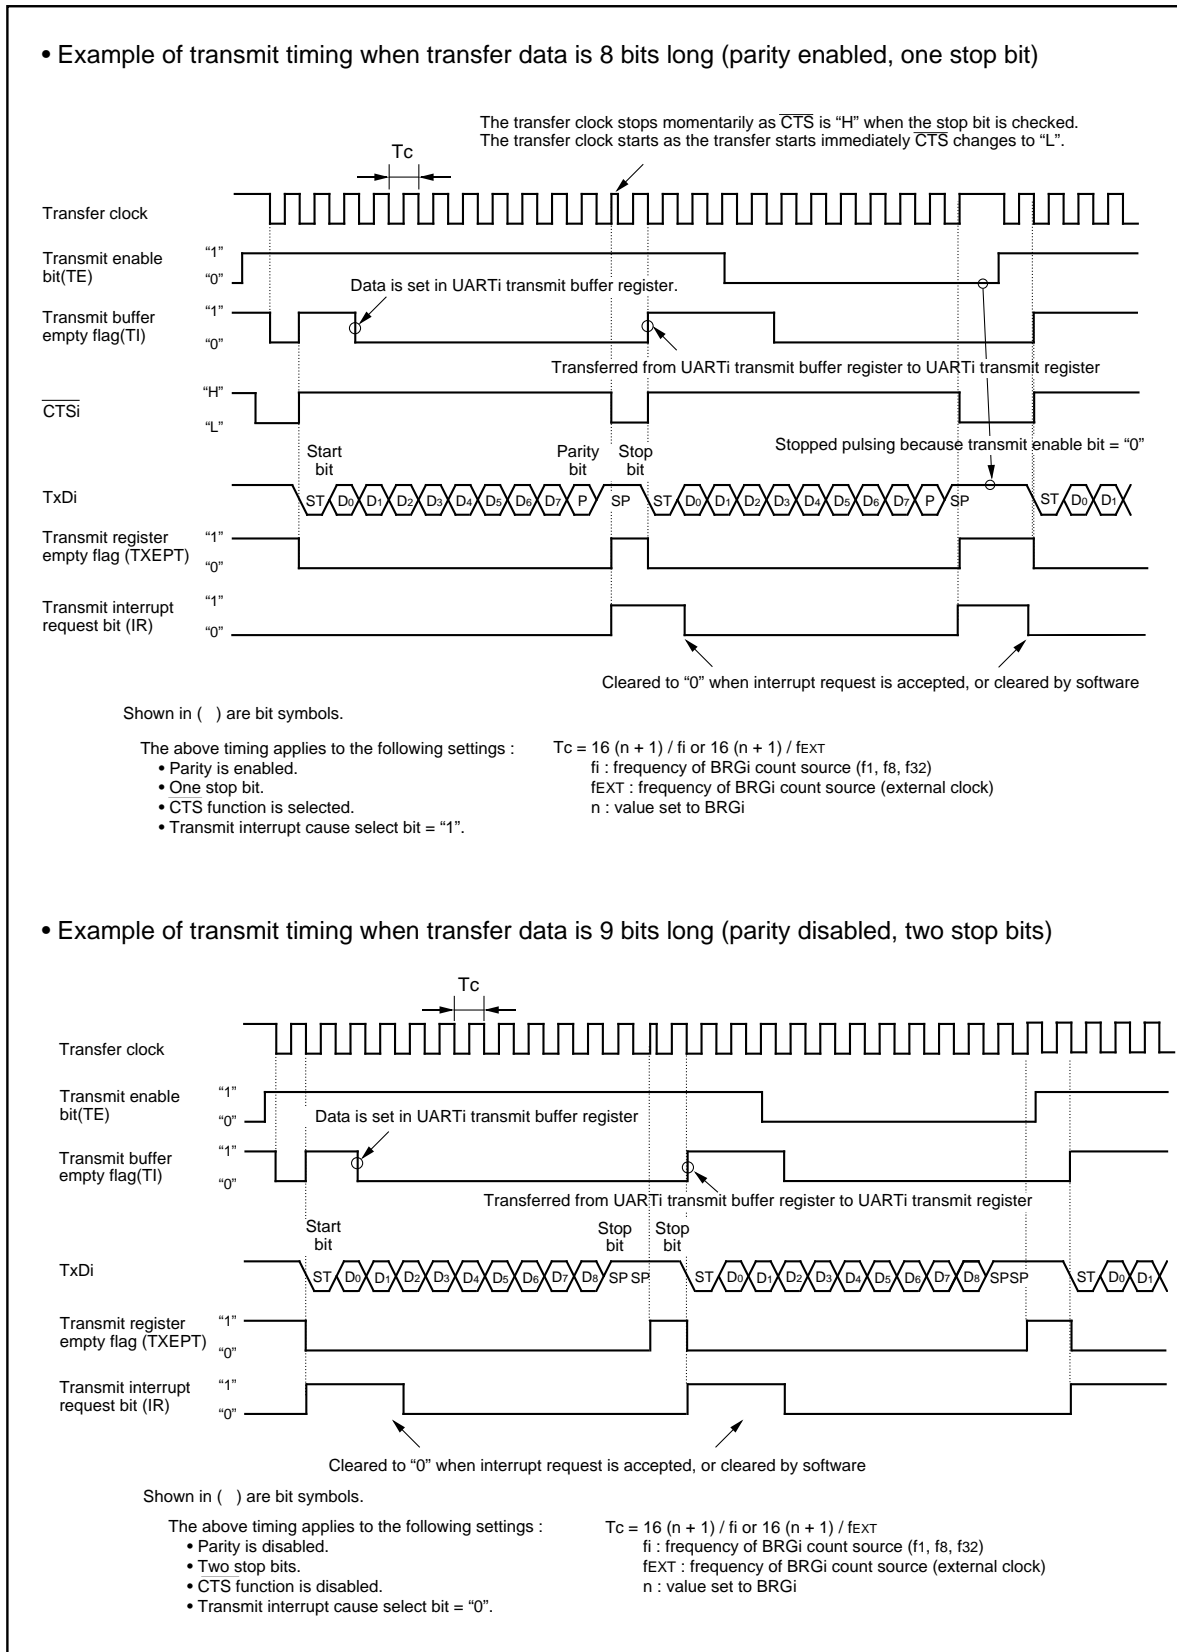 • Example of transmit timing when transfer data is 8 bits long (parity enabled, one stop bit)
The transfer clock stops momentarily as CTS is “H” when the stop bit is checked.
The transfer clock starts as the transfer starts immediately CTS changes to “L”.
Tc
Transfer clock
Transmit enable
bit(TE)
“1”
“0”
Data is set in UARTi transmit buffer register.
Transmit buffer
empty flag(TI)
“1”
“0”
Transferred from UARTi transmit buffer register to UARTi transmit register
CTSi
“H”
“L”
Stopped pulsing because transmit enable bit = “0”
Start
bit
Parity
bit
Stop
bit
TxDi
ST D0 D1 D2 D3 D4 D5 D6 D7 P SP ST D0 D1 D2 D3 D4 D5 D6 D7 P SP ST D0 D1
Transmit register
empty flag (TXEPT)
“1”
“0”
Transmit interrupt
request bit (IR)
“1”
“0”
Cleared to “0” when interrupt request is accepted, or cleared by software
Shown in ( ) are bit symbols.
The above timing applies to the following settings :
• Parity is enabled.
• One stop bit.
• CTS function is selected.
• Transmit interrupt cause select bit = “1”.
Tc = 16 (n + 1) / fi or 16 (n + 1) / fEXT
fi : frequency of BRGi count source (f1, f8, f32)
fEXT : frequency of BRGi count source (external clock)
n : value set to BRGi
• Example of transmit timing when transfer data is 9 bits long (parity disabled, two stop bits)
Tc
Transfer clock
Transmit enable
bit(TE)
“1”
“0”
Data is set in UARTi transmit buffer register
Transmit buffer
empty flag(TI)
“1”
“0”
Transferred from UARTi transmit buffer register to UARTi transmit register
Start
bit
Stop
bit
Stop
bit
TxDi
ST D0 D1 D2 D3 D4 D5 D6 D7 D8 SP SP ST D0 D1 D2 D3 D4 D5 D6 D7 D8 SPSP ST D0 D1
Transmit register
empty flag (TXEPT)
“1”
“0”
Transmit interrupt
request bit (IR)
“1”
“0”
Cleared to “0” when interrupt request is accepted, or cleared by software
Shown in ( ) are bit symbols.
The above timing applies to the following settings :
• Parity is disabled.
• Two stop bits.
• CTS function is disabled.
• Transmit interrupt cause select bit = “0”.
Tc = 16 (n + 1) / fi or 16 (n + 1) / fEXT
fi : frequency of BRGi count source (f1, f8, f32)
fEXT : frequency of BRGi count source (external clock)
n : value set to BRGi